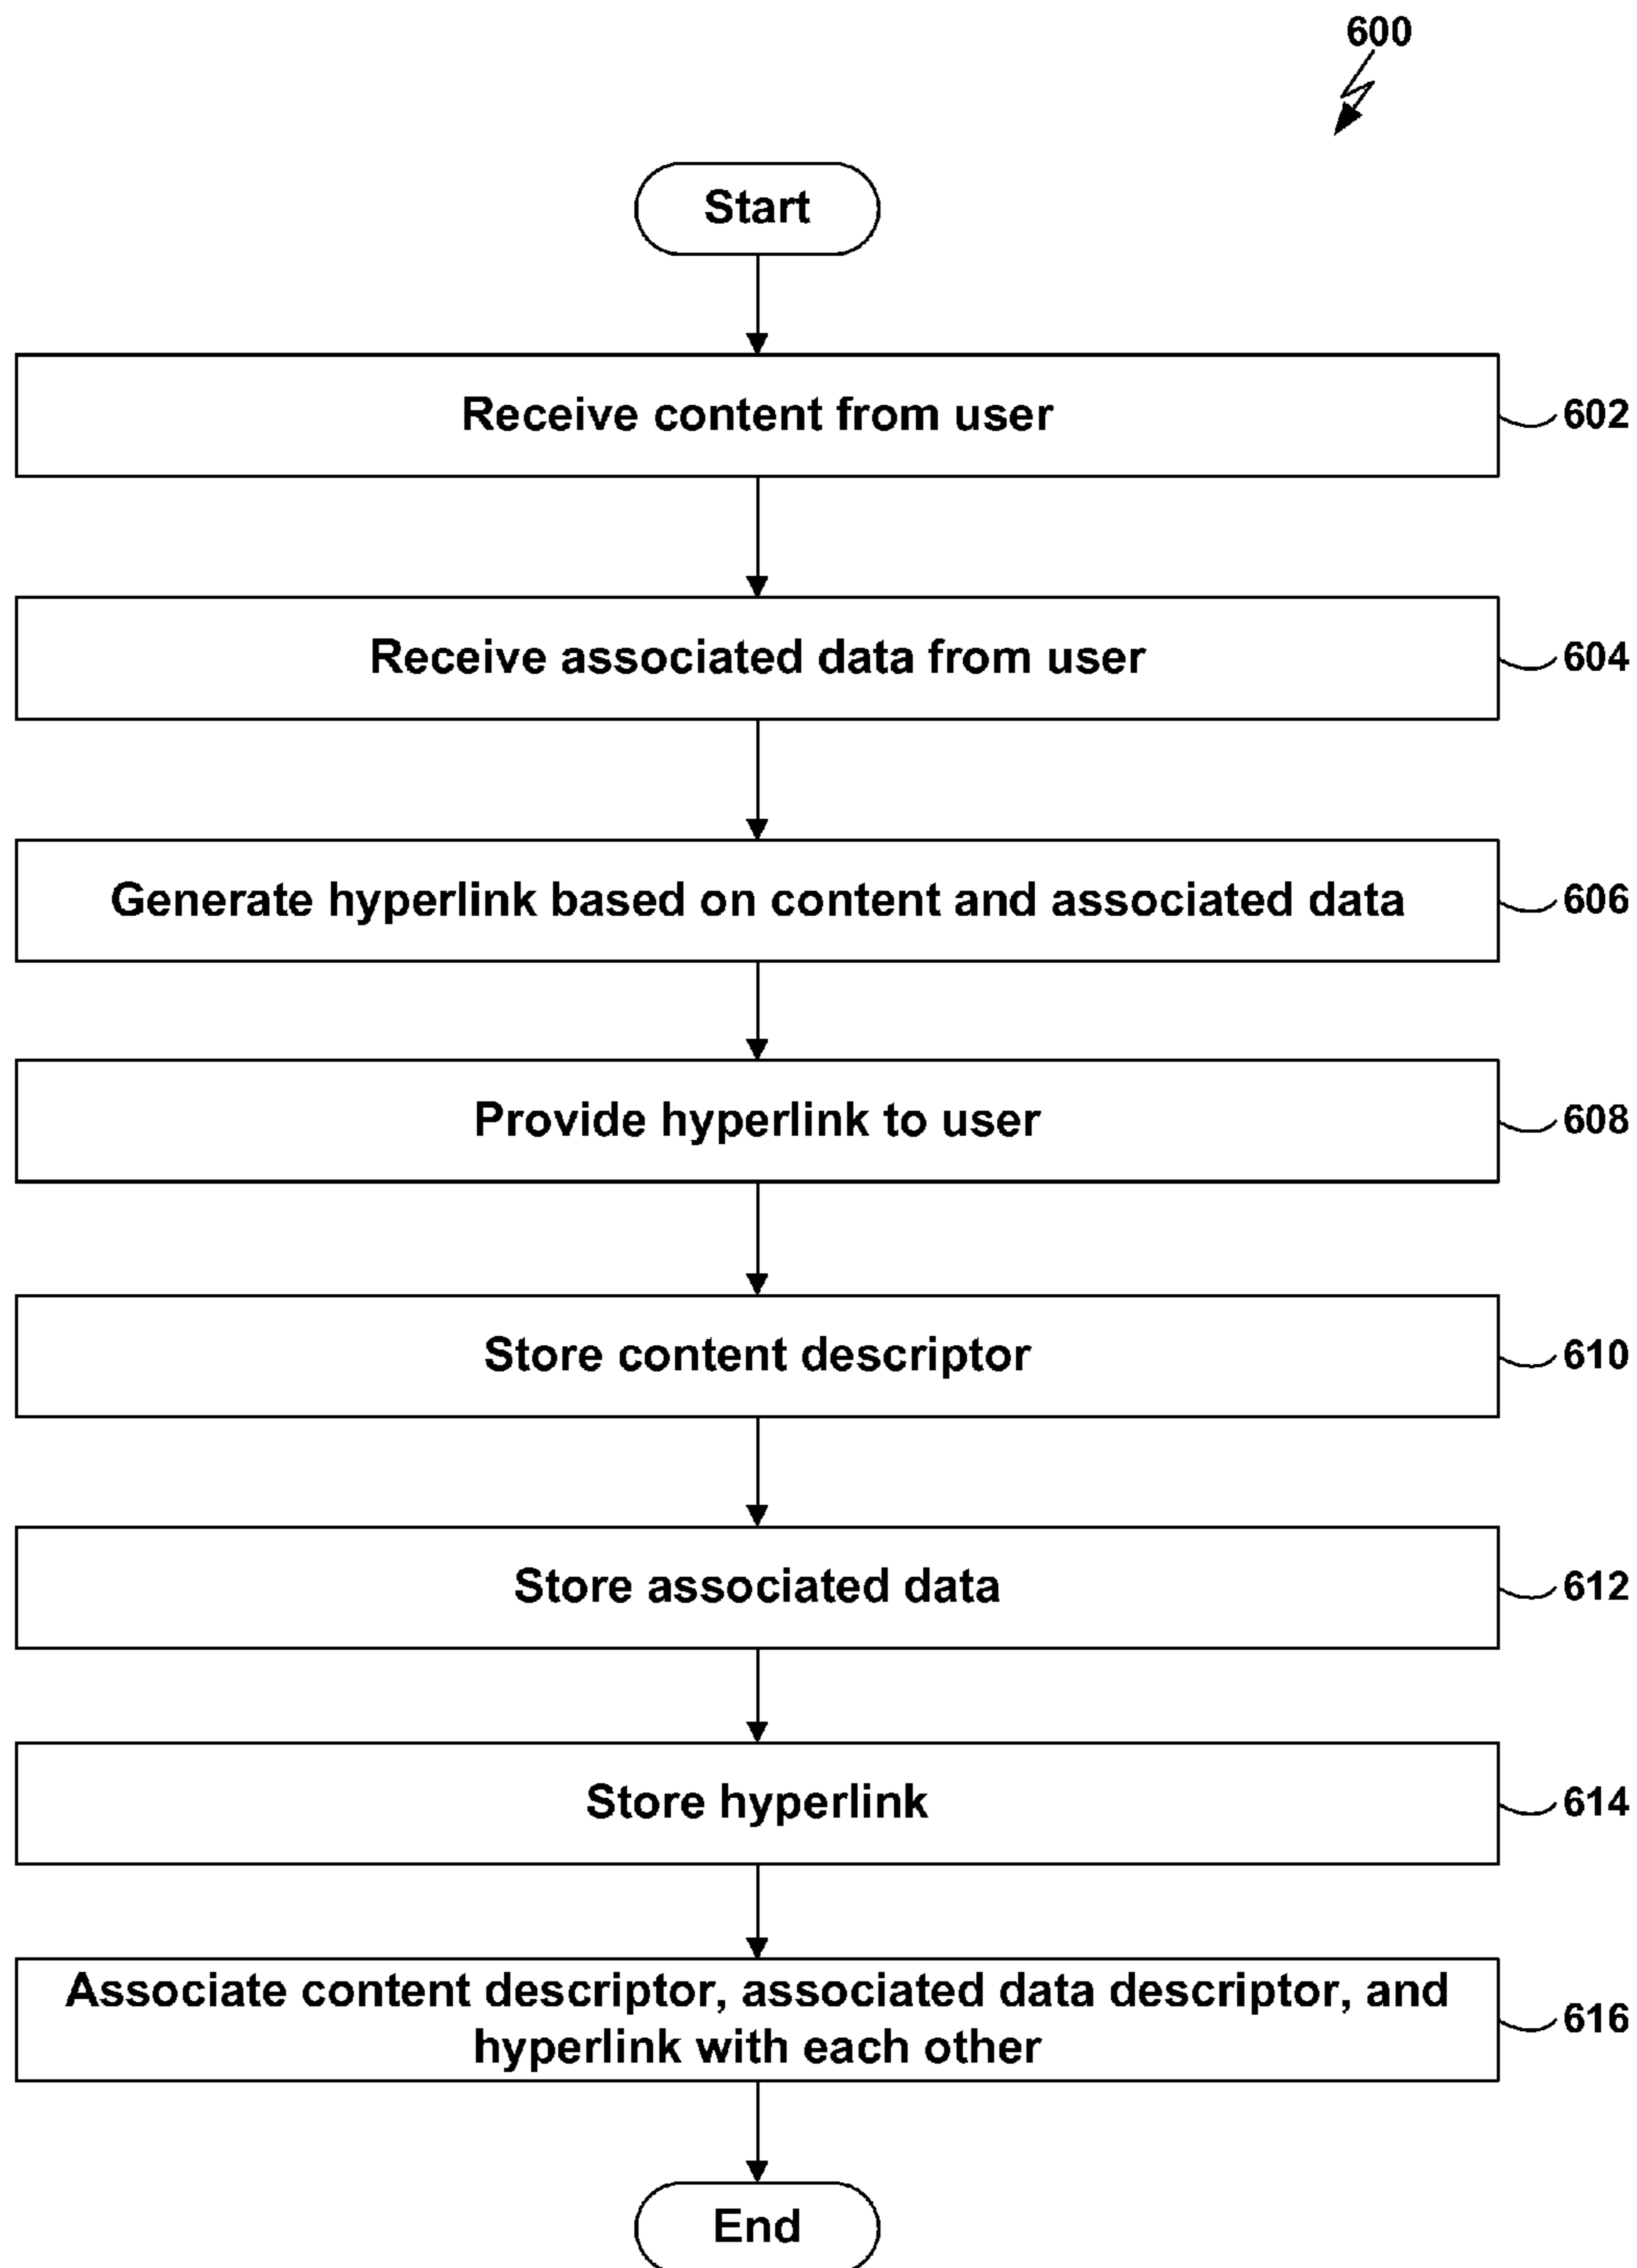 600
Start
Receive content from user
602
Receive associated data from user
604
Generate hyperlink based on content and associated data
606
Provide hyperlink to user
608
Store content descriptor
610
Store associated data
612
Store hyperlink
614
Associate content descriptor, associated data descriptor, and
hyperlink with each other
616
End